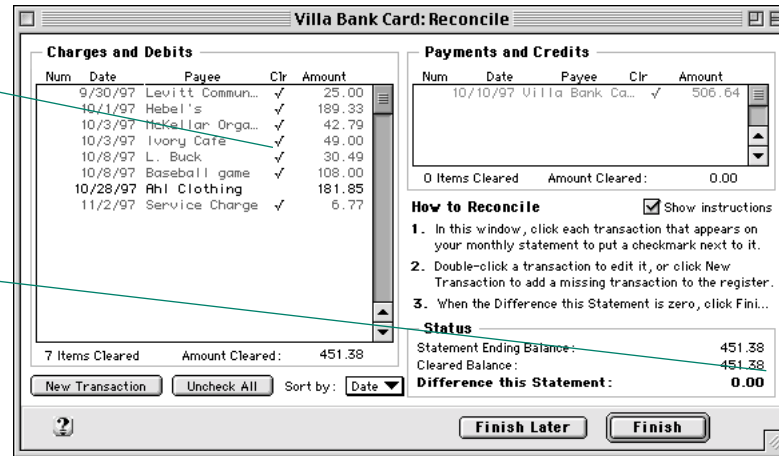 Villa Bank Card: Reconcile
Charges and Debits
Num Date Payee Clr Amount
9/30/97 Levitt Commun… ✓ 25.00
10/1/97 Hebel's ✓ 189.33
10/3/97 McKellar Orga… ✓ 42.79
10/3/97 Ivory Cafe ✓ 49.00
10/8/97 L. Buck ✓ 30.49
10/8/97 Baseball game ✓ 108.00
10/28/97 Ahl Clothing 181.85
11/2/97 Service Charge ✓ 6.77
7 Items Cleared Amount Cleared: 451.38
New Transaction Uncheck All Sort by: Date
Payments and Credits
Num Date Payee Clr Amount
10/10/97 Villa Bank Ca… ✓ 506.64
0 Items Cleared Amount Cleared: 0.00
How to Reconcile Show instructions
1. In this window, click each transaction that appears on
your monthly statement to put a checkmark next to it.
2. Double-click a transaction to edit it, or click New
Transaction to add a missing transaction to the register.
3. When the Difference this Statement is zero, click Fini…
Status
Statement Ending Balance: 451.38
Cleared Balance: 451.38
Difference this Statement: 0.00
?
Finish Later Finish